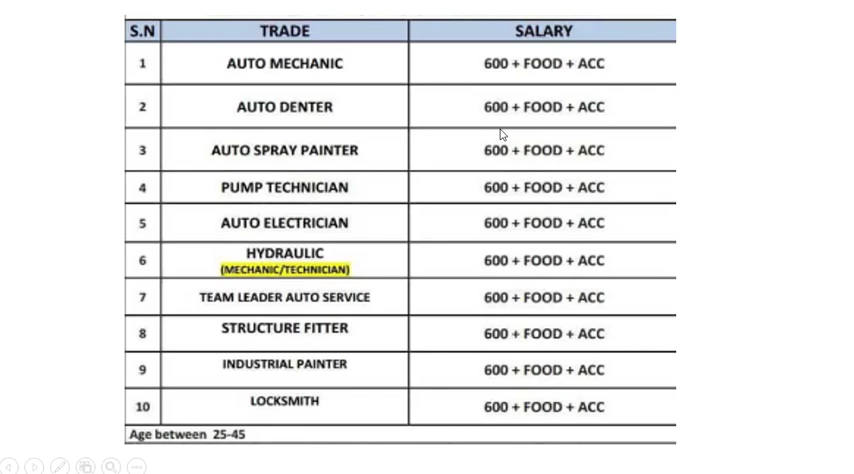 S.N TRADE SALARY
1 AUTO MECHANIC 600 + FOOD + ACC
2 AUTO DENTER 600 + FOOD + ACC
3 AUTO SPRAY PAINTER 600 + FOOD + ACC
4 PUMP TECHNICIAN 600 + FOOD + ACC
5 AUTO ELECTRICIAN 600 + FOOD + ACC
6 HYDRAULIC 600 + FOOD + ACC
(MECHANIC/TECHNICIAN)
7 TEAM LEADER AUTO SERVICE 600 + FOOD + ACC
8 STRUCTURE FITTER 600 + FOOD + ACC
9 INDUSTRIAL PAINTER 600 + FOOD + ACC
10 LOCKSMITH 600 + FOOD + ACC
Age between 25-45